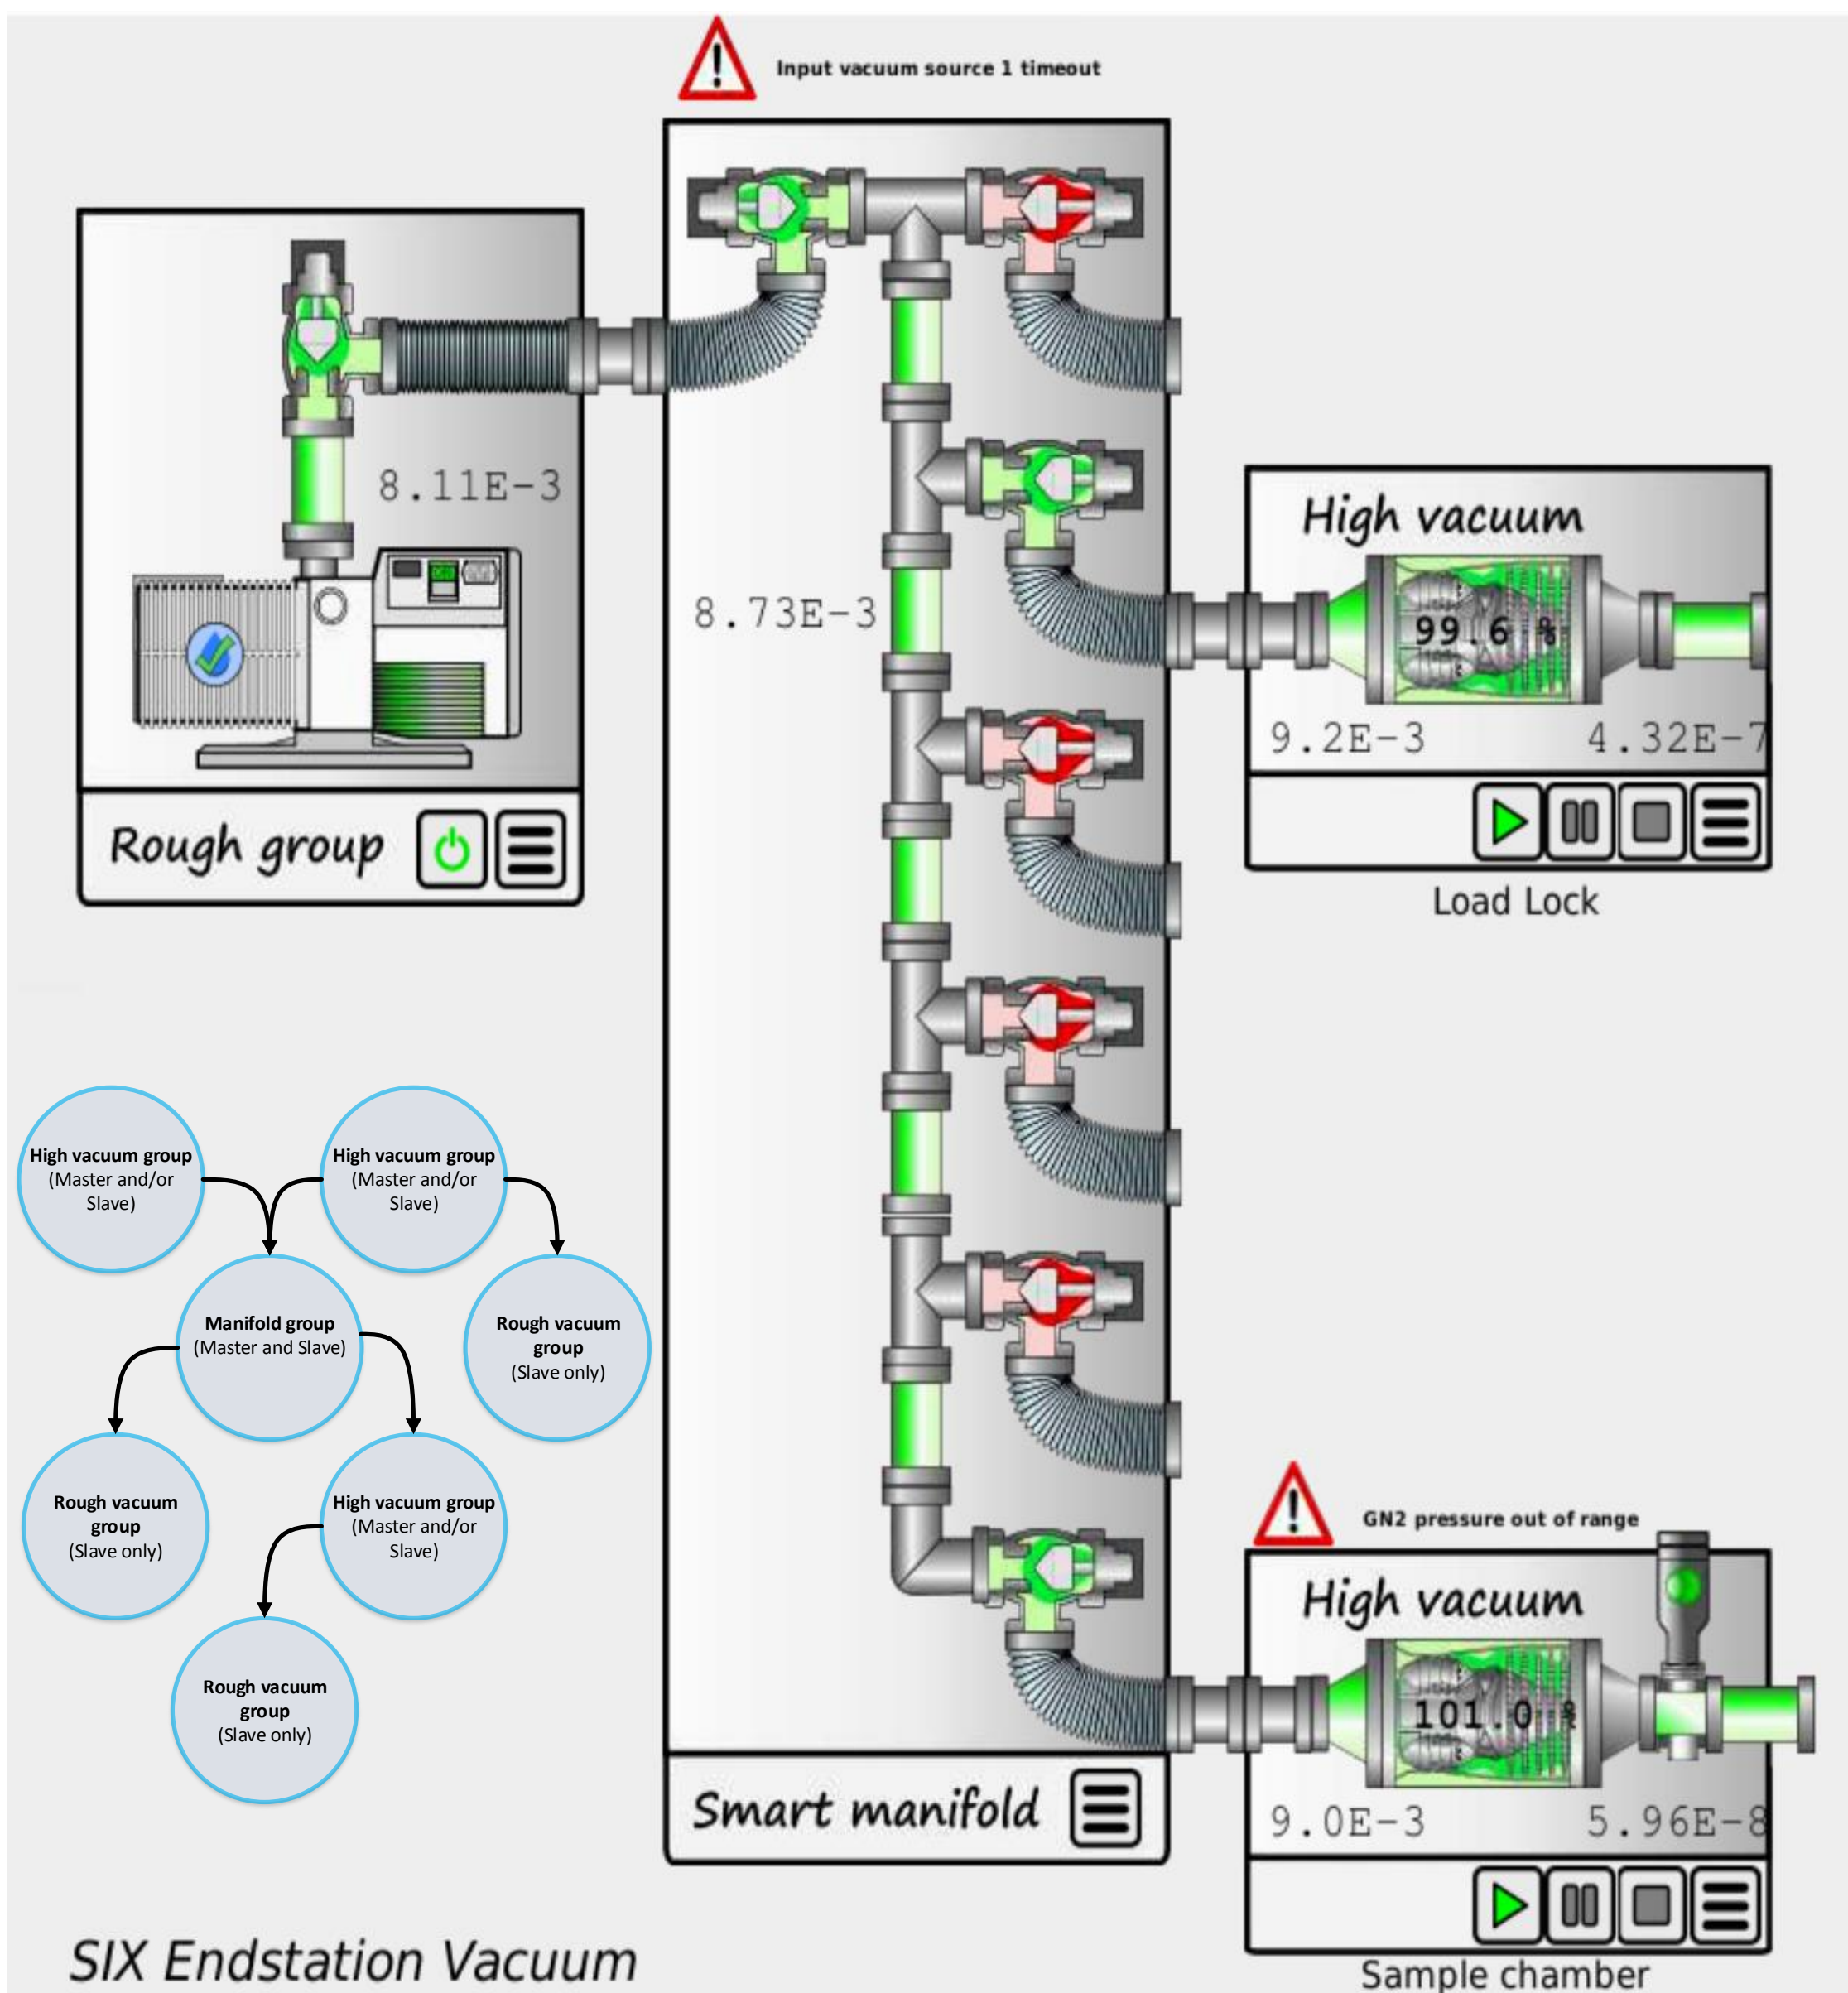 Input vacuum source 1 timeout
8.11E-3
Rough group
8.73E-3
High vacuum
99.6 %
9.2E-3
4.32E-7
Load Lock
High vacuum group
(Master and/or
Slave)
High vacuum group
(Master and/or
Slave)
Manifold group
(Master and Slave)
Rough vacuum
group
(Slave only)
Rough vacuum
group
(Slave only)
High vacuum group
(Master and/or
Slave)
Rough vacuum
group
(Slave only)
GN2 pressure out of range
High vacuum
101.0 %
9.0E-3
5.96E-8
Smart manifold
Sample chamber
SIX Endstation Vacuum